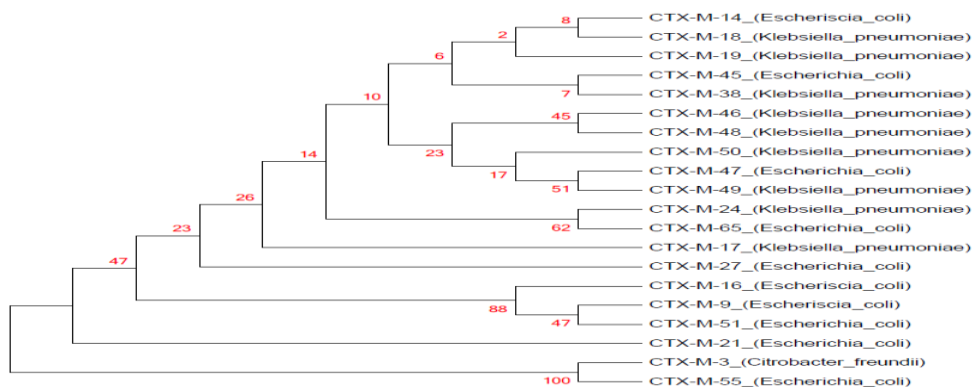 8 CTX-M-14_(Escheriscia_coli)
2 CTX-M-18_(Klebsiella_pneumoniae)
6 CTX-M-19_(Klebsiella_pneumoniae)
CTX-M-45_(Escherichia_coli)
10 7 CTX-M-38_(Klebsiella_pneumoniae)
45 CTX-M-46_(Klebsiella_pneumoniae)
CTX-M-48_(Klebsiella_pneumoniae)
14 23 CTX-M-50_(Klebsiella_pneumoniae)
17 CTX-M-47_(Escherichia_coli)
26 51 CTX-M-49_(Klebsiella_pneumoniae)
CTX-M-24_(Klebsiella_pneumoniae)
23 62 CTX-M-65_(Escherichia_coli)
CTX-M-17_(Klebsiella_pneumoniae)
47 CTX-M-27_(Escherichia_coli)
CTX-M-16_(Escheriscia_coli)
88 CTX-M-9_(Escheriscia_coli)
47 CTX-M-51_(Escherichia_coli)
CTX-M-21_(Escherichia_coli)
CTX-M-3_(Citrobacter_freundii)
100 CTX-M-55_(Escherichia_coli)